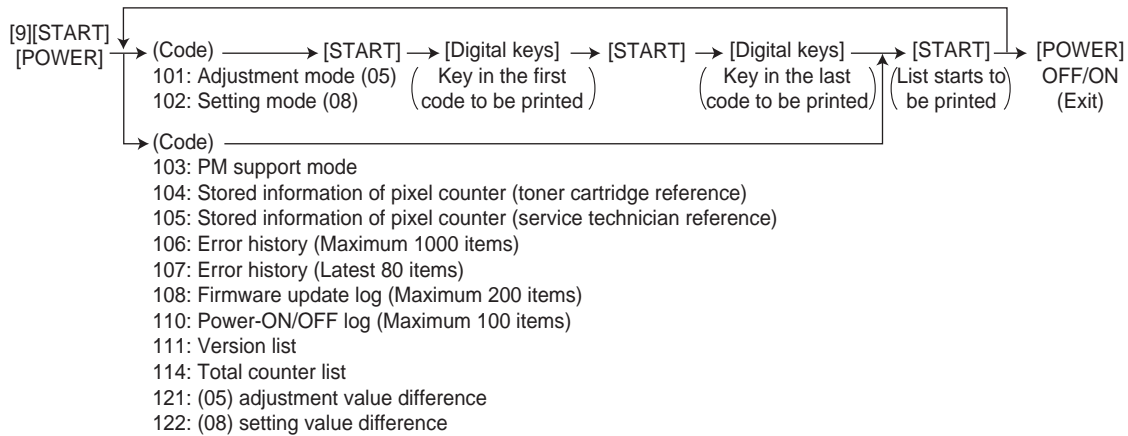 [9][START]
[POWER]
(Code) [START] [Digital keys] [START] [Digital keys] [START] [POWER]
101: Adjustment mode (05) (Key in the first (Key in the last (List starts to OFF/ON
102: Setting mode (08) code to be printed) code to be printed) be printed) (Exit)
(Code)
103: PM support mode
104: Stored information of pixel counter (toner cartridge reference)
105: Stored information of pixel counter (service technician reference)
106: Error history (Maximum 1000 items)
107: Error history (Latest 80 items)
108: Firmware update log (Maximum 200 items)
110: Power-ON/OFF log (Maximum 100 items)
111: Version list
114: Total counter list
121: (05) adjustment value difference
122: (08) setting value difference